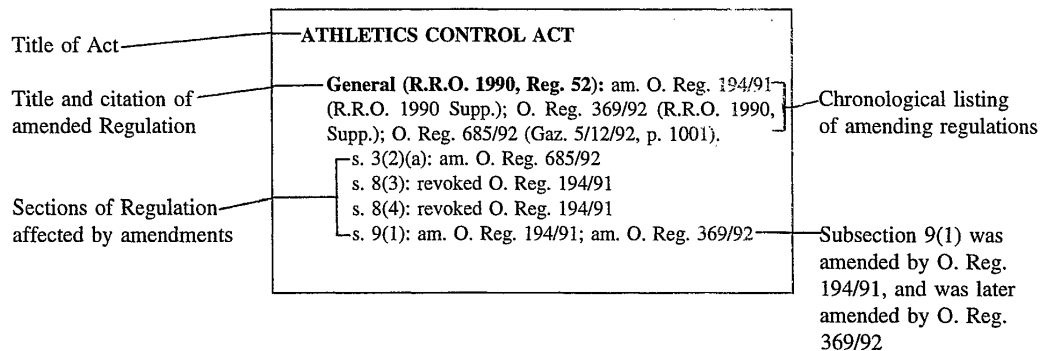 Title of Act
ATHLETICS CONTROL ACT
Title and citation of
amended Regulation
General (R.R.O. 1990, Reg. 52): am. O. Reg. 194/91
(R.R.O. 1990 Supp.); O. Reg. 369/92 (R.R.O. 1990,
Supp.); O. Reg. 685/92 (Gaz. 5/12/92, p. 1001).
Chronological listing
of amending regulations
s. 3(2)(a): am. O. Reg. 685/92
s. 8(3): revoked O. Reg. 194/91
s. 8(4): revoked O. Reg. 194/91
s. 9(1): am. O. Reg. 194/91; am. O. Reg. 369/92
Sections of Regulation
affected by amendments
Subsection 9(1) was
amended by O. Reg.
194/91, and was later
amended by O. Reg.
369/92